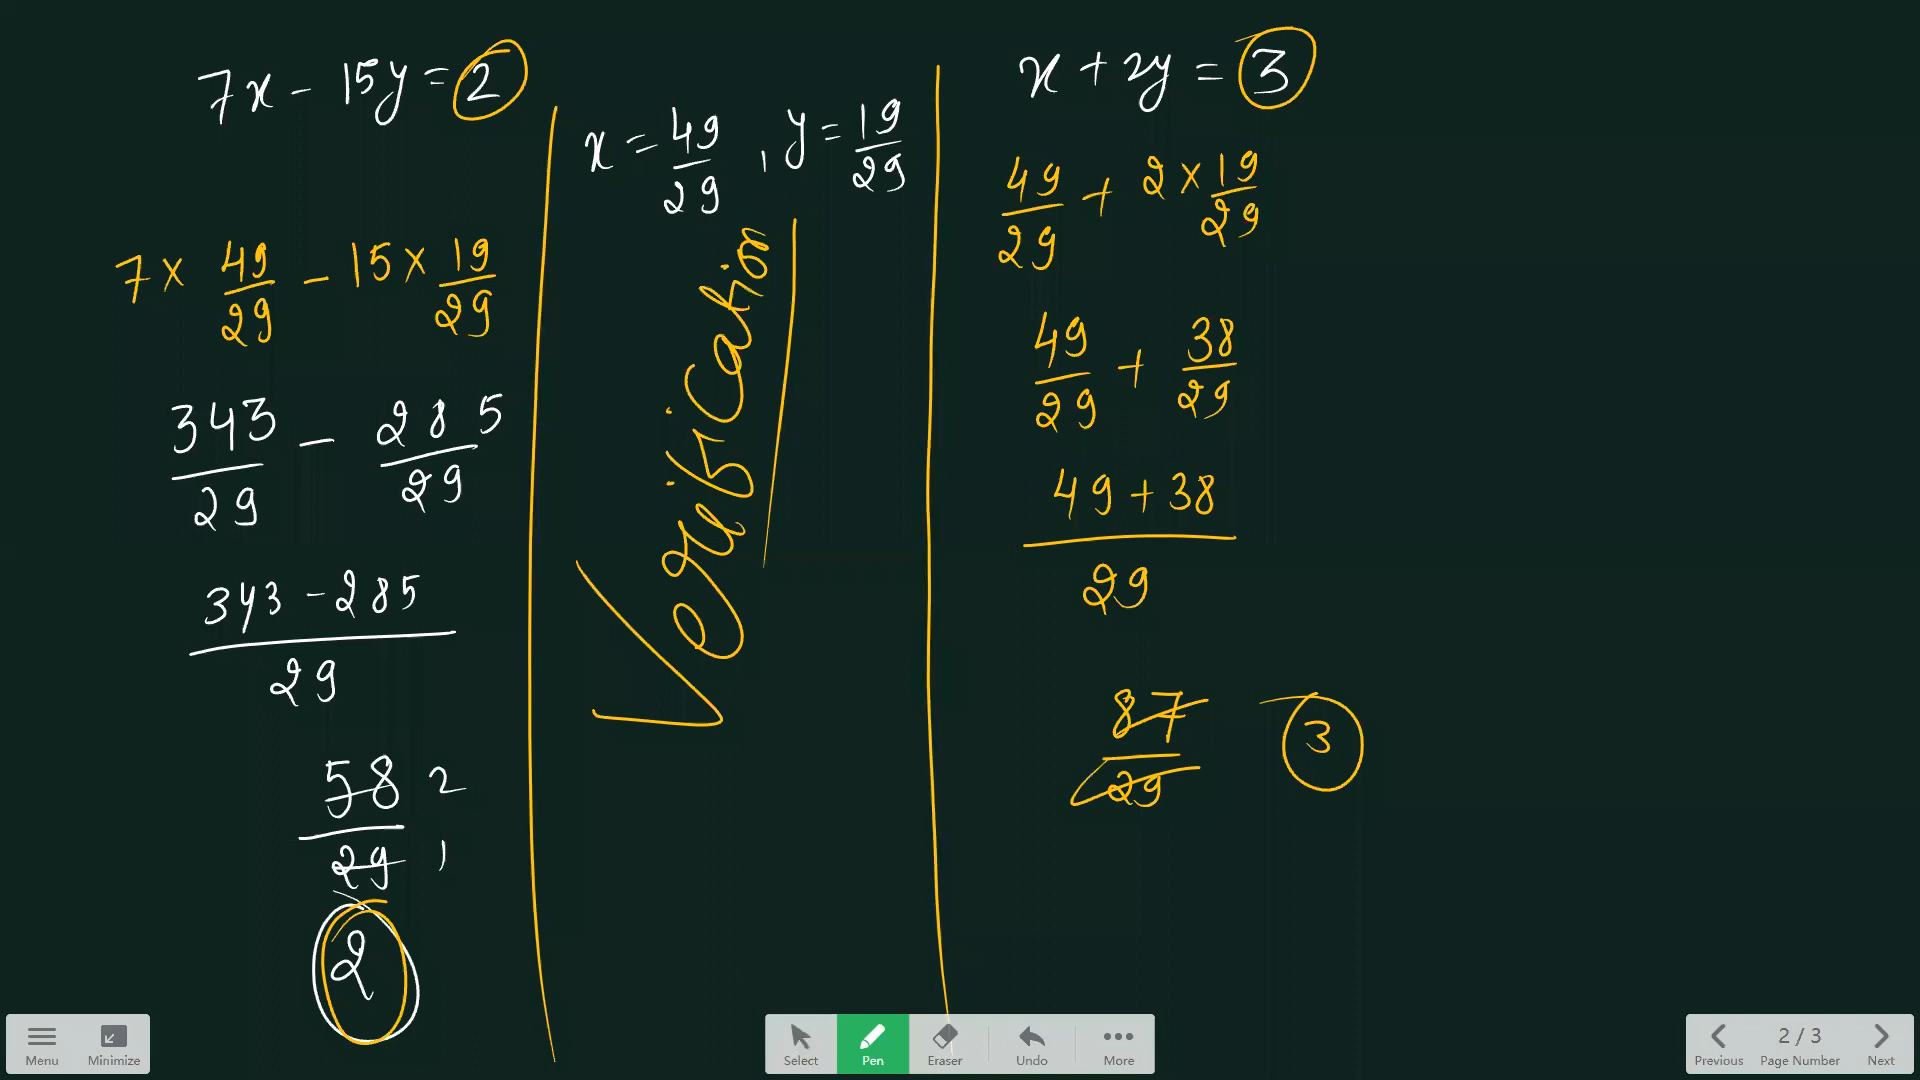 7x - 15y = 2
7 × 49/29 - 15 × 19/29
343/29 - 285/29
343 - 285/29
58/29 2 1
2
x = 49/29 , y = 19/29
Verification
x + 2y = 3
49/29 + 2 × 19/29
49/29 + 38/29
49 + 38/29
87/29 3
Menu Minimize
Select Pen Eraser Undo More
2 / 3
Previous Page Number Next